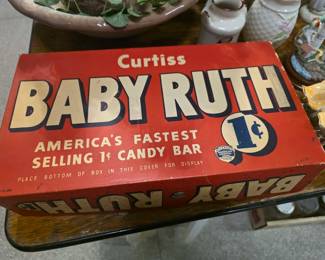 Curtiss
BABY RUTH
AMERICA'S FASTEST
SELLING 1¢ CANDY BAR
1¢
PLACE BOTTOM OF BOX IN THIS COVER FOR DISPLAY
BABY RUTH